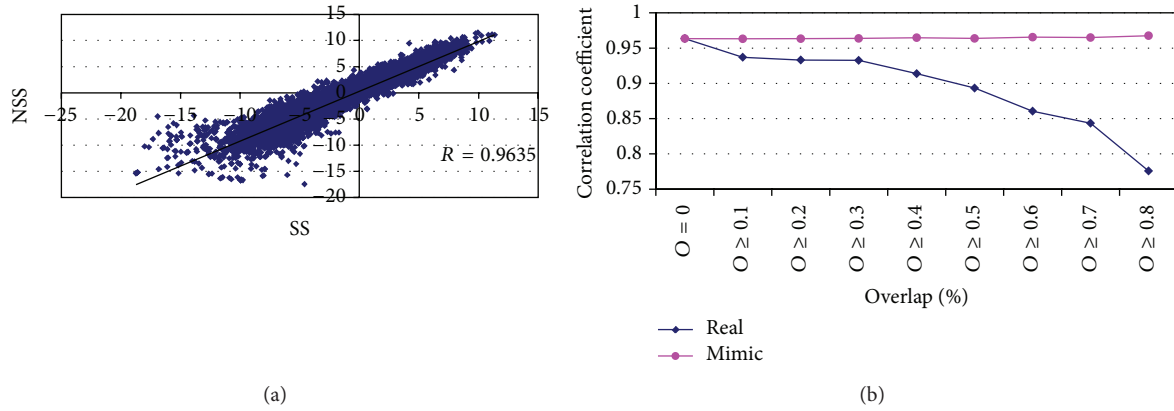 15
10
5
0
−5
−10
−15
−20
−25 −20 −15 −10 −5 0 5 10 15
NSS
R = 0.9635
SS
(a)
1
0.95
0.9
0.85
0.8
0.75
Correlation coefficient
O = 0
O ≥ 0.1
O ≥ 0.2
O ≥ 0.3
O ≥ 0.4
O ≥ 0.5
O ≥ 0.6
O ≥ 0.7
O ≥ 0.8
Overlap (%)
Real
Mimic
(b)